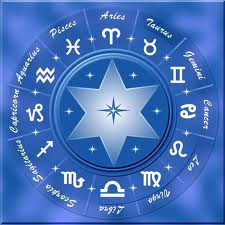 Aries
Taurus
Gemini
Cancer
Leo
Virgo
Libra
Scorpio
Sagittarius
Capricorn
Aquarius
Pisces